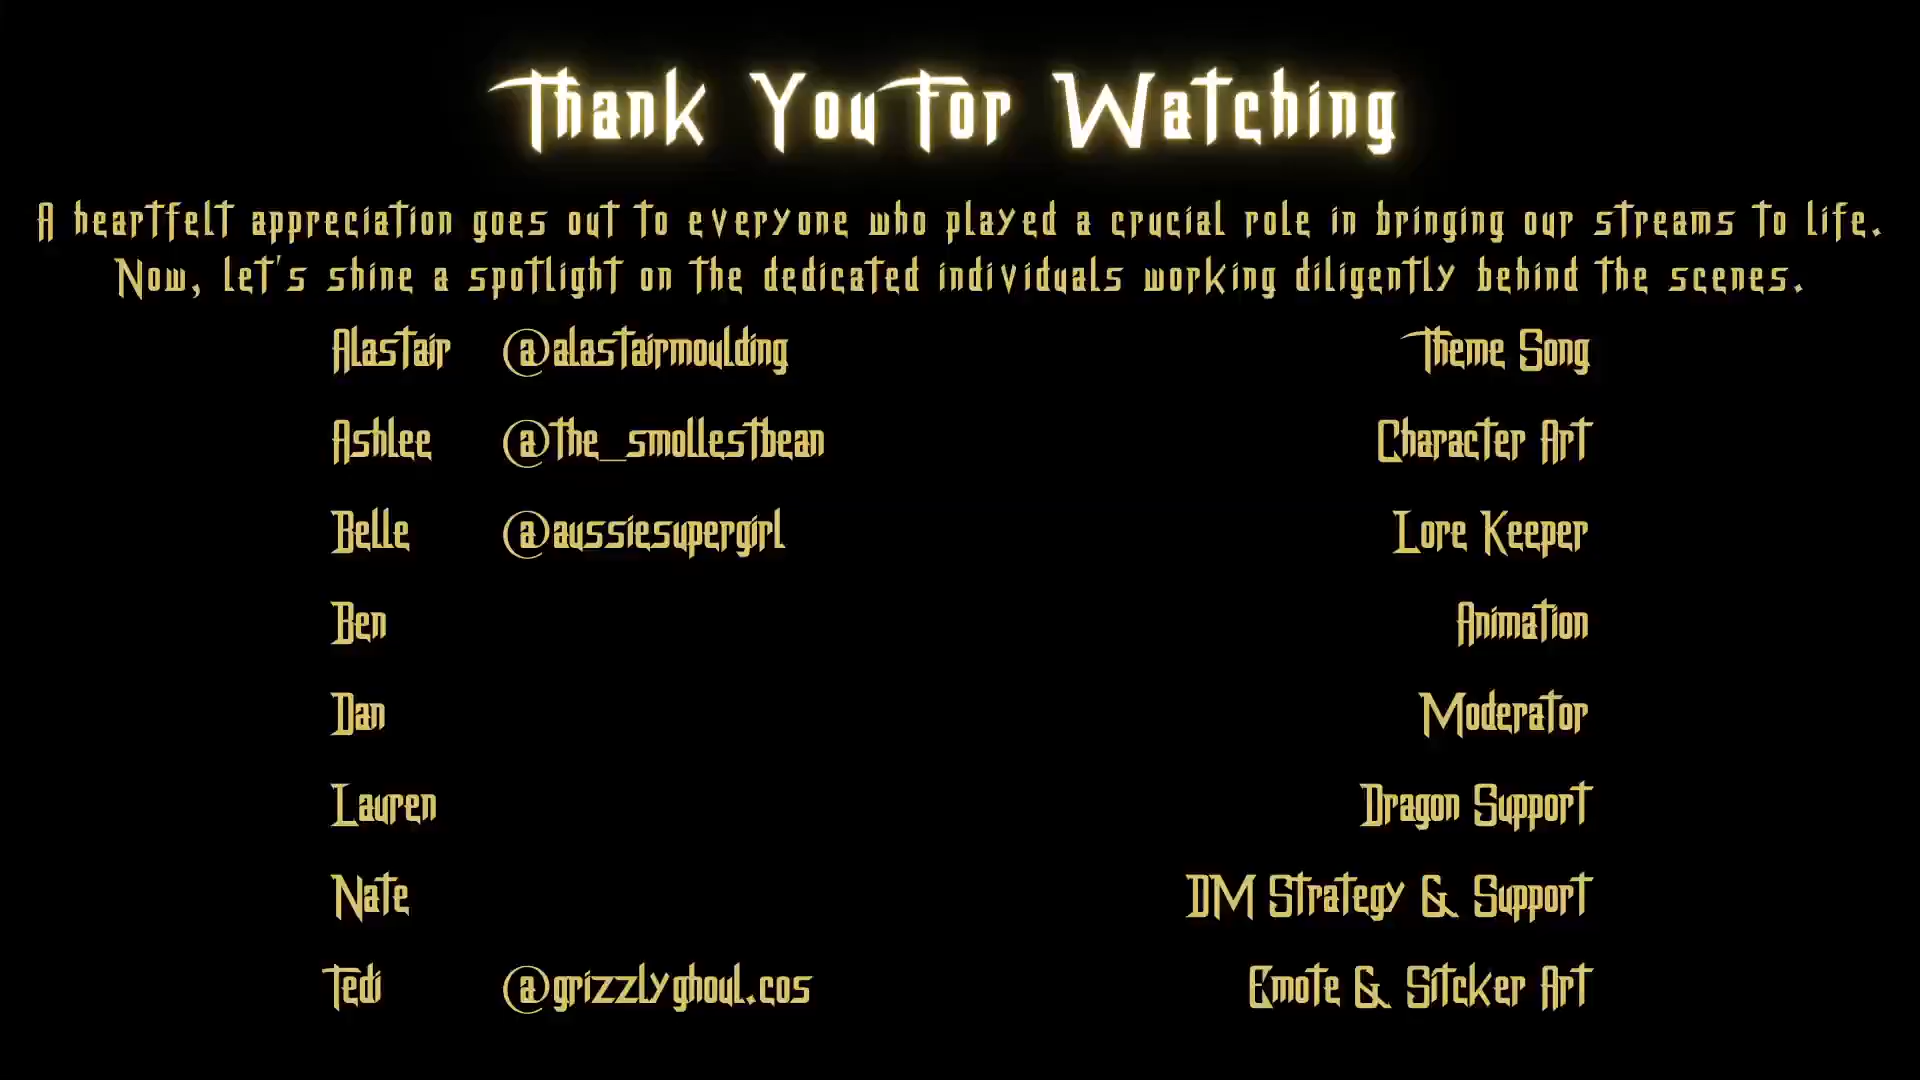 Thank You For Watching
A heartfelt appreciation goes out to everyone who played a crucial role in bringing our streams to life.
Now, let's shine a spotlight on the dedicated individuals working diligently behind the scenes.
Alastair @alastairmoulding Theme Song
Ashlee @the_smollestbean Character Art
Belle @aussiesupergirl Lore Keeper
Ben Animation
Dan Moderator
Lauren Dragon Support
Nate DM Strategy & Support
Tedi @grizzlyghoul.cos Emote & Sitcker Art